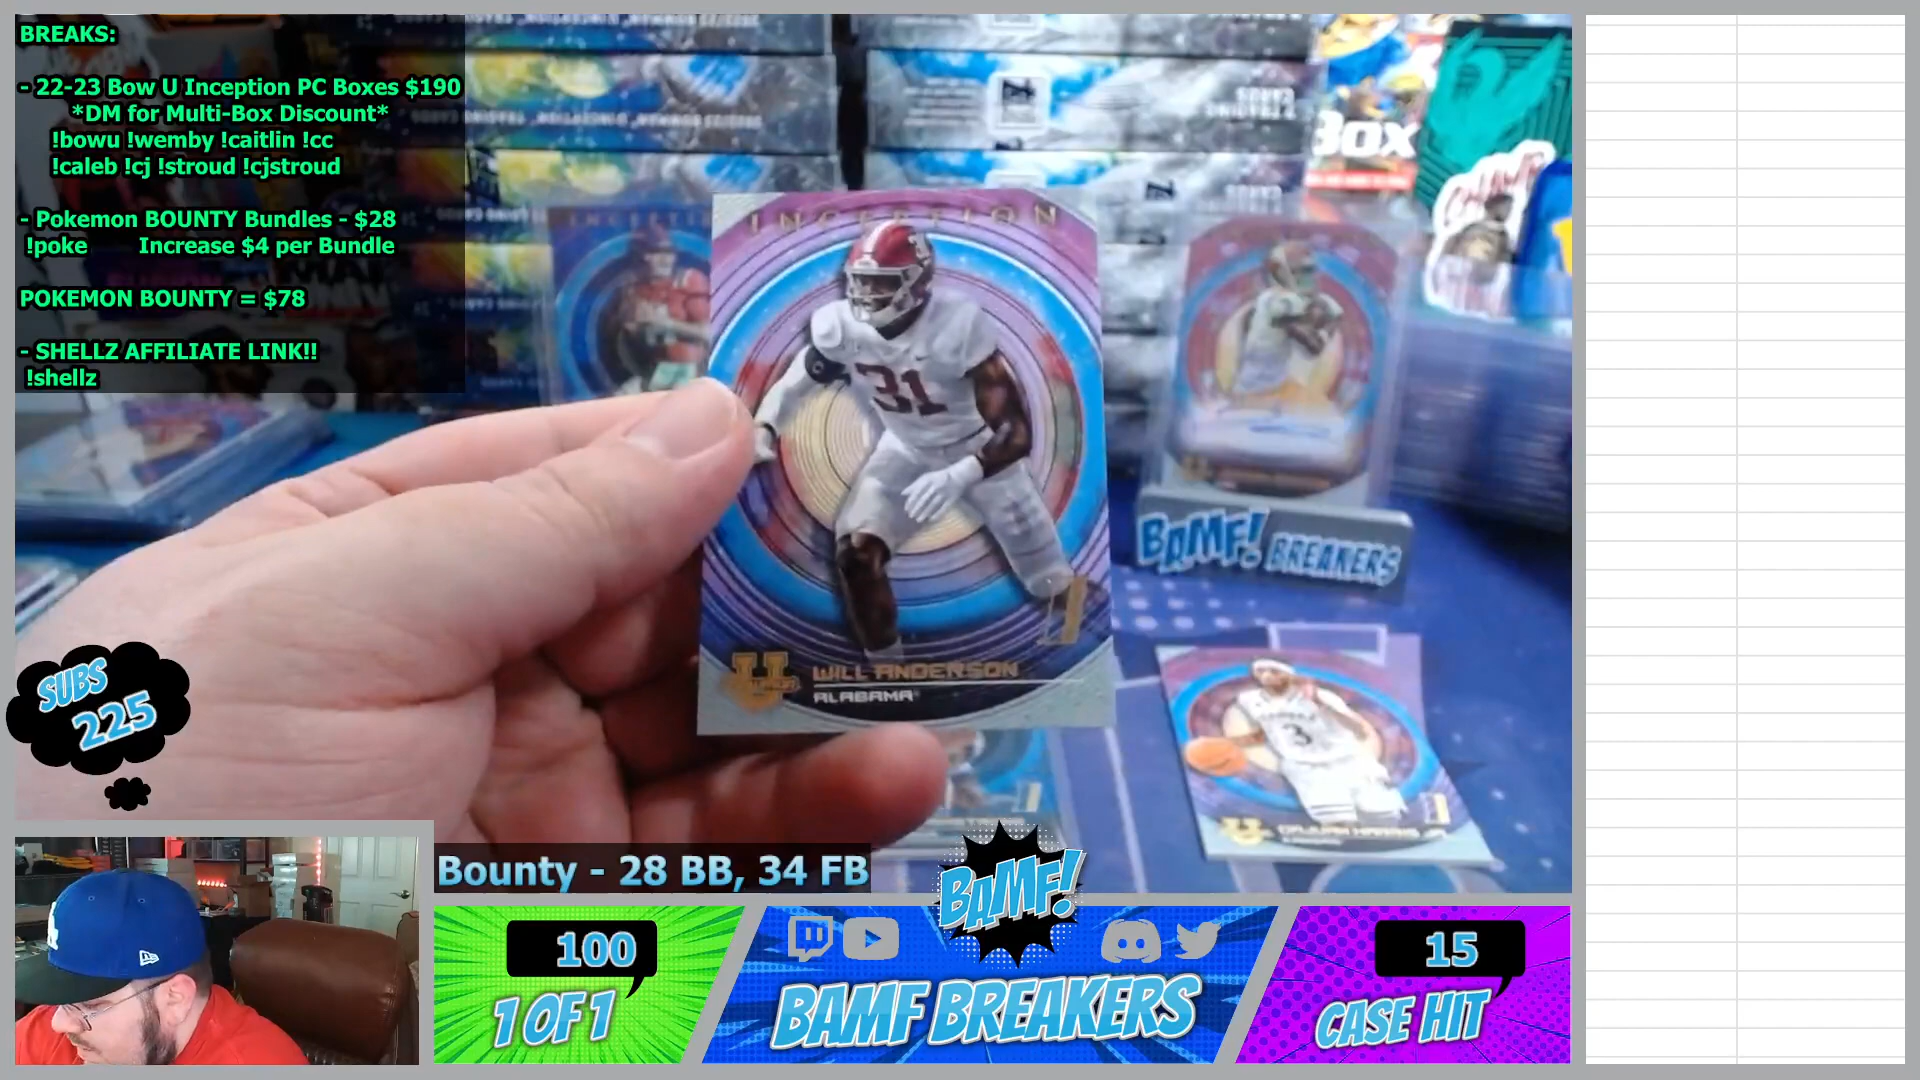 BREAKS:
- 22-23 Bow U Inception PC Boxes $190
*DM for Multi-Box Discount*
!bowu !wemby !caitlin !cc
!caleb !cj !stroud !cjstroud
- Pokemon BOUNTY Bundles - $28
!poke Increase $4 per Bundle
POKEMON BOUNTY = $78
- SHELLZ AFFILIATE LINK!!
!shellz
BOX
INCEPTION
31
WILL ANDERSON
ALABAMA
BAMF! BREAKERS
3
SUBS
225
Bounty - 28 BB, 34 FB
BAMF!
100
1 OF 1
BAMF BREAKERS
15
CASE HIT